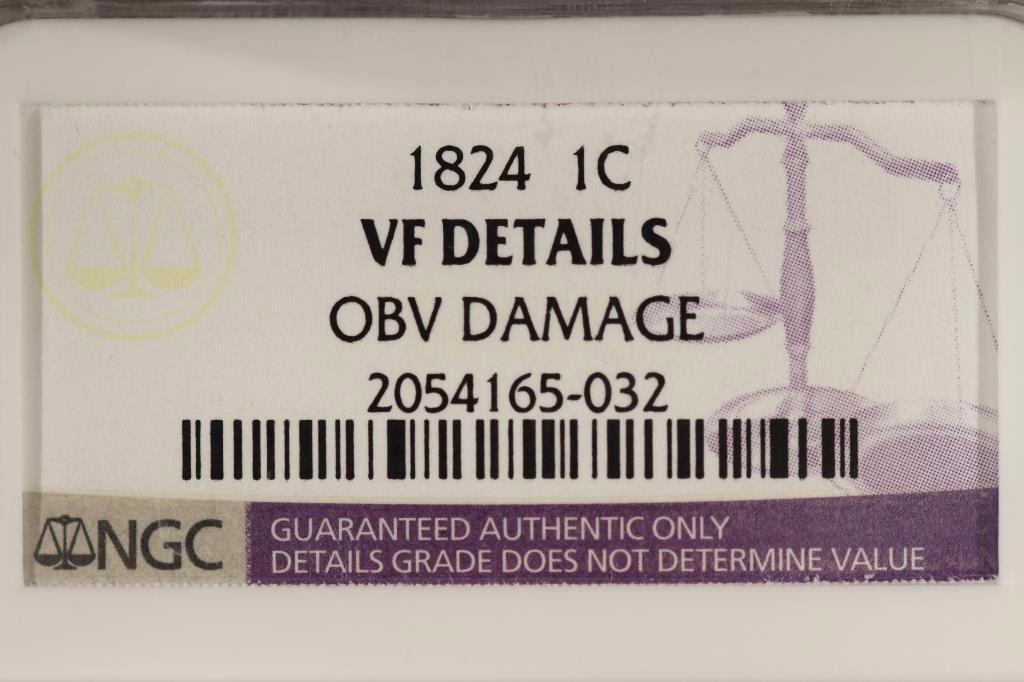 1824 1C
VF DETAILS
OBV DAMAGE
2054165-032
NGC
GUARANTEED AUTHENTIC ONLY
DETAILS GRADE DOES NOT DETERMINE VALUE